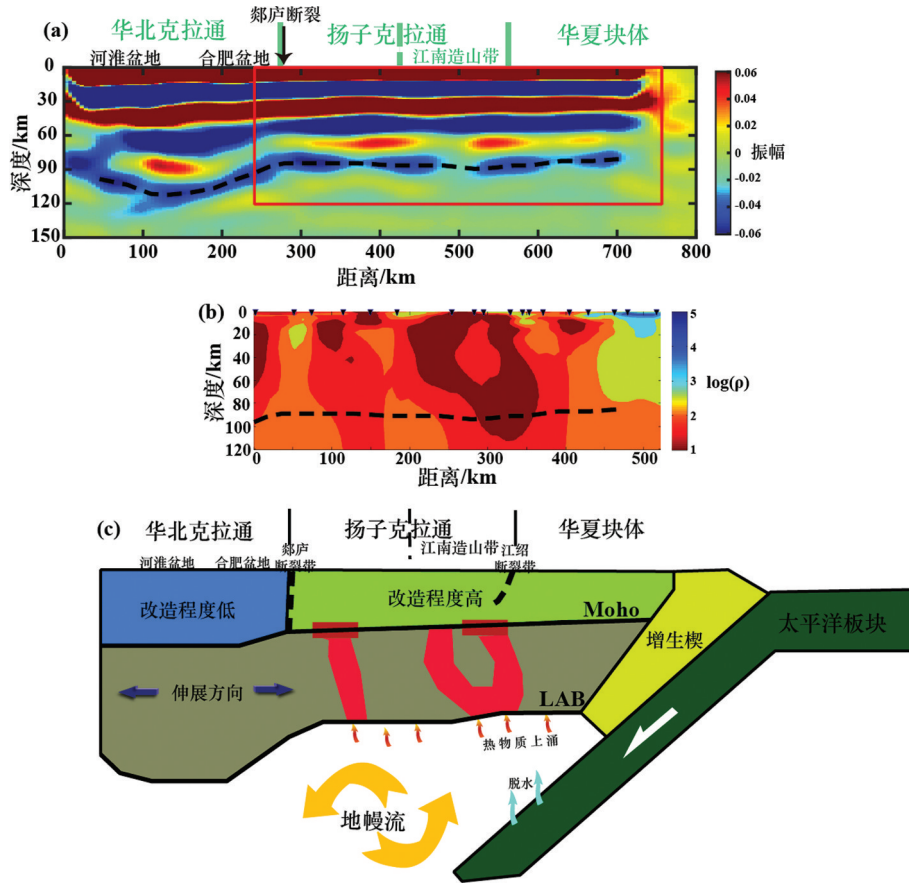 郯庐断裂
(a) 华北克拉通 扬子克拉通 华夏块体
河淮盆地 合肥盆地 江南造山带
0
30
60
90
120
150
深度/km
0 100 200 300 400 500 600 700 800
距离/km
0.06
0.04
0.02
0
-0.02
-0.04
-0.06
振幅
(b)
0
20
40
60
80
100
120
深度/km
0 100 200 300 400 500
距离/km
5
4
3
2
1
log(ρ)
(c) 华北克拉通 扬子克拉通 华夏块体
河淮盆地 合肥盆地 郯庐断裂带 江南造山带 江绍断裂带
改造程度低 改造程度高
Moho
增生楔
太平洋板块
伸展方向
LAB
热物质上涌
脱水
地幔流